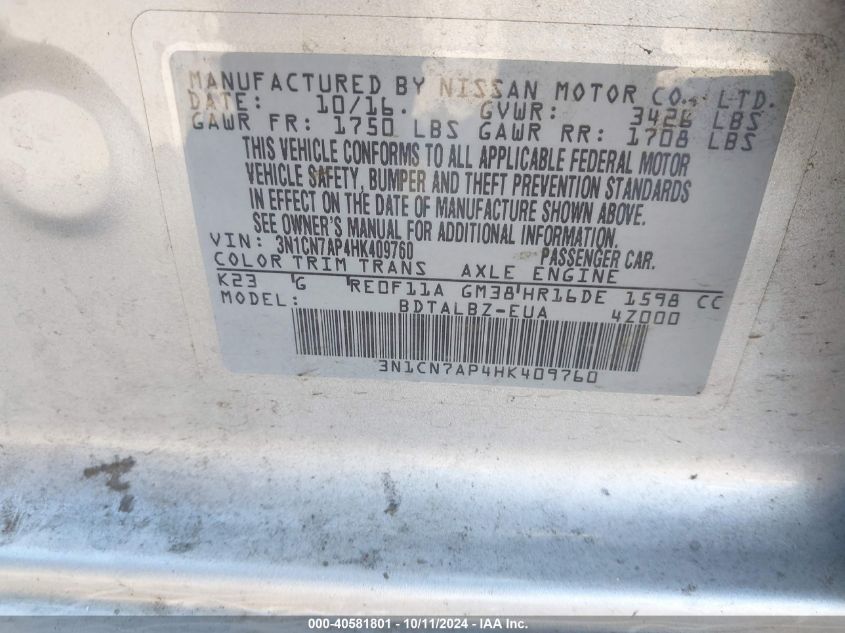 MANUFACTURED BY NISSAN MOTOR CO., LTD.
DATE: 10/16. GVWR: LBS
GAWR FR: 1750 LBS GAWR RR: 1708 LBS
THIS VEHICLE CONFORMS TO ALL APPLICABLE FEDERAL MOTOR
VEHICLE SAFETY, BUMPER AND THEFT PREVENTION STANDARDS
IN EFFECT ON THE DATE OF MANUFACTURE SHOWN ABOVE.
SEE OWNER'S MANUAL FOR ADDITIONAL INFORMATION.
VIN: 3N1CN7AP4HK409760 PASSENGER CAR.
COLOR TRIM TRANS AXLE ENGINE
K23 G RE0F11A GM38 HR16DE 1598 CC
MODEL: BDTALBZ-EUA 4Z000
3N1CN7AP4HK409760
000-40581801 - 10/11/2024 - IAA Inc.